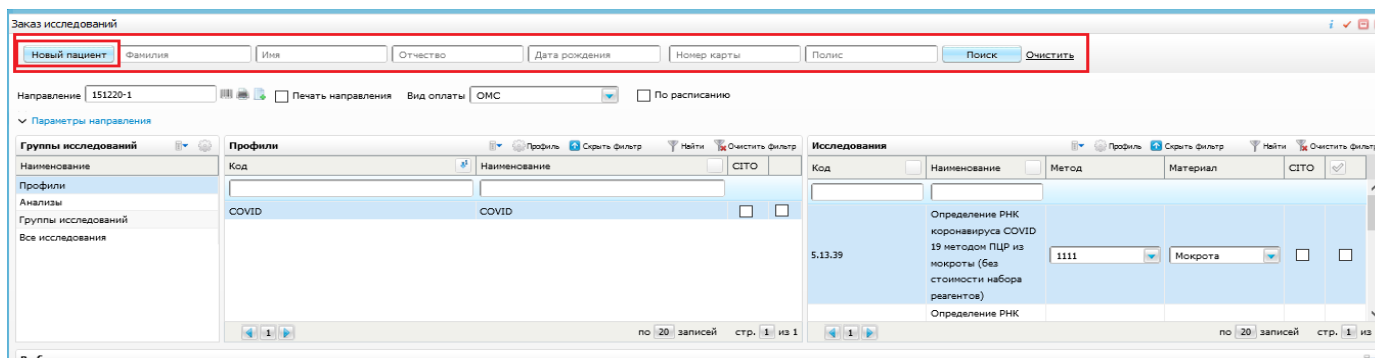 Заказ исследований
Новый пациент Фамилия Имя Отчество Дата рождения Номер карты Полис Поиск Очистить
Направление 151220-1 Печать направления Вид оплаты ОМС По расписанию
Параметры направления
Группы исследований Профили Профиль Скрыть фильтр Найти Очистить фильтр Исследования Профиль Скрыть фильтр Найти Очистить фильтр
Наименование Код Наименование CITO Код Наименование Метод Материал CITO
Профили
Анализы
Группы исследований
Все исследования
COVID COVID
5.13.39
Определение РНК
коронавируса COVID
19 методом ПЦР из
мокроты (без
стоимости набора
реагентов)
1111 Мокрота
Определение РНК
1 по 20 записей стр. 1 из 1 1 по 20 записей стр. 1 из